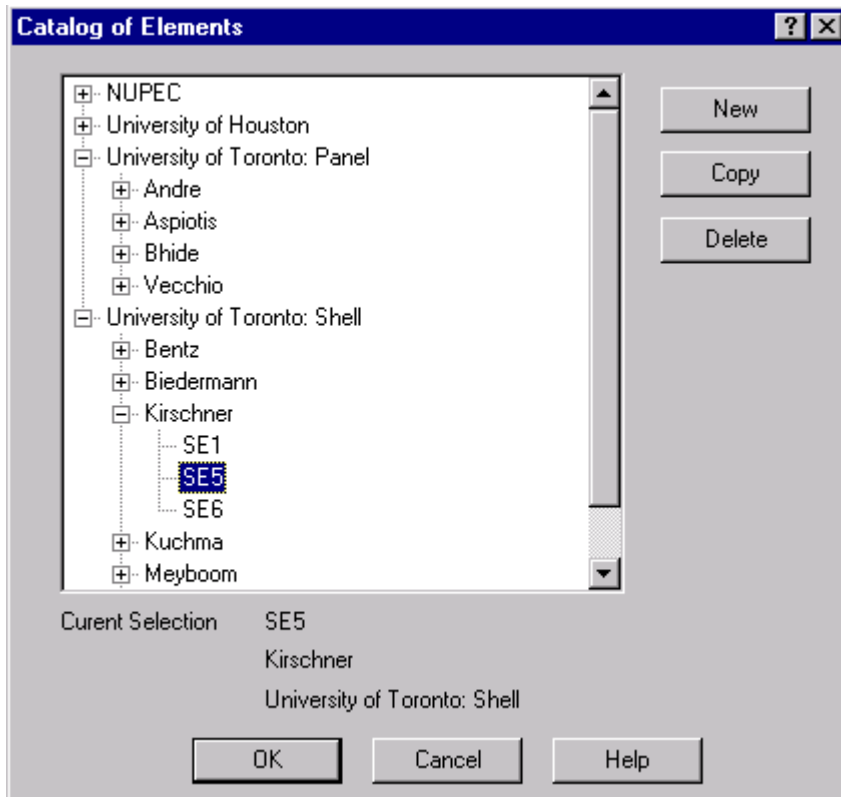 Catalog of Elements
NUPEC
University of Houston
University of Toronto: Panel
Andre
Aspiotis
Bhide
Vecchio
University of Toronto: Shell
Bentz
Biedermann
Kirschner
SE1
SE5
SE6
Kuchma
Meyboom
New
Copy
Delete
Curent Selection SE5
Kirschner
University of Toronto: Shell
OK Cancel Help